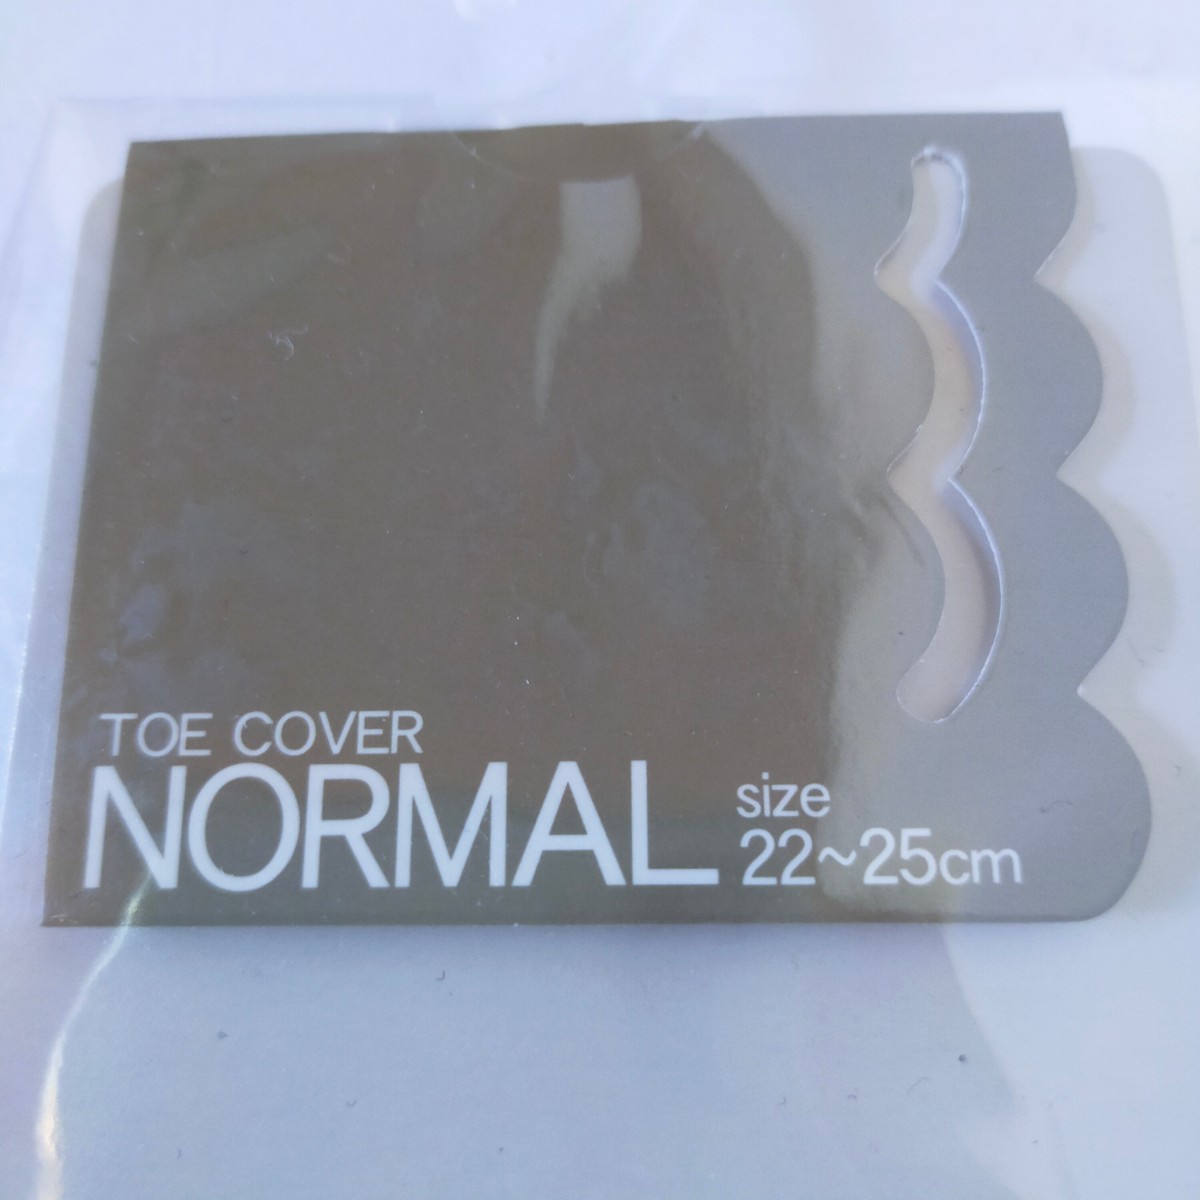 TOE COVER
NORMAL
size
22~25cm